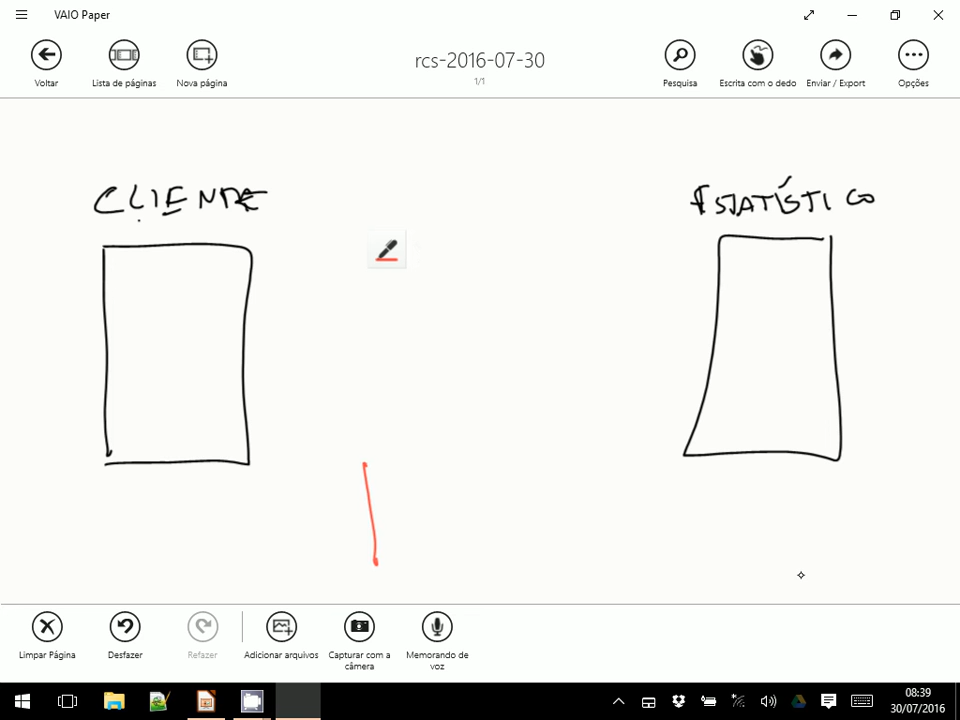 VAIO Paper
Voltar
Lista de páginas
Nova página
rcs-2016-07-30
1/1
Pesquisa
Escrita com o dedo
Enviar / Export
Opções
CLIENTE
ESTATÍSTICO
Limpar Página
Desfazer
Refazer
Adicionar arquivos
Capturar com a
câmera
Memorando de
voz
08:39
30/07/2016